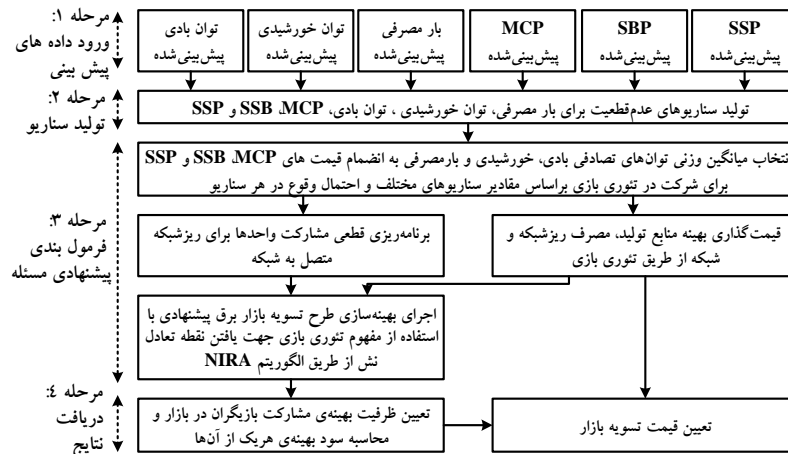 مرحله ۱:
ورود داده های
پیش بینی
SSP
پیش‌بینی‌شده
SBP
پیش‌بینی‌شده
MCP
پیش‌بینی‌شده
بار مصرفی
پیش‌بینی‌شده
توان خورشیدی
پیش‌بینی‌شده
توان بادی
پیش‌بینی‌شده
مرحله ۲:
تولید سناریو
تولید سناریوهای عدم‌قطعیت برای بار مصرفی، توان خورشیدی ، توان بادی، SSB ،MCP و SSP
مرحله ۳:
فرمول بندی
پیشنهادی مسئله
نتخاب میانگین وزنی توان‌های تصادفی بادی، خورشیدی و بارمصرفی به انضمام قیمت های SSB ،MCP و SSP
برای شرکت در تئوری بازی براساس مقادیر سناریوهای مختلف و احتمال وقوع در هر سناریو
قیمت‌گذاری بهینه منابع تولید، مصرف ریزشبکه و
شبکه از طریق تئوری بازی
برنامه‌ریزی قطعی مشارکت واحدها برای ریزشبکه
متصل به شبکه
اجرای بهینه‌سازی طرح تسویه بازار برق پیشنهادی با
استفاده از مفهوم تئوری بازی جهت یافتن نقطه تعادل
نش از طریق الگوریتم NIRA
مرحله ٤:
دریافت
نتایج
تعیین ظرفیت بهینه‌ی مشارکت بازیگران در بازار و
محاسبه سود بهینه‌ی هریک از آن‌ها
تعیین قیمت تسویه بازار